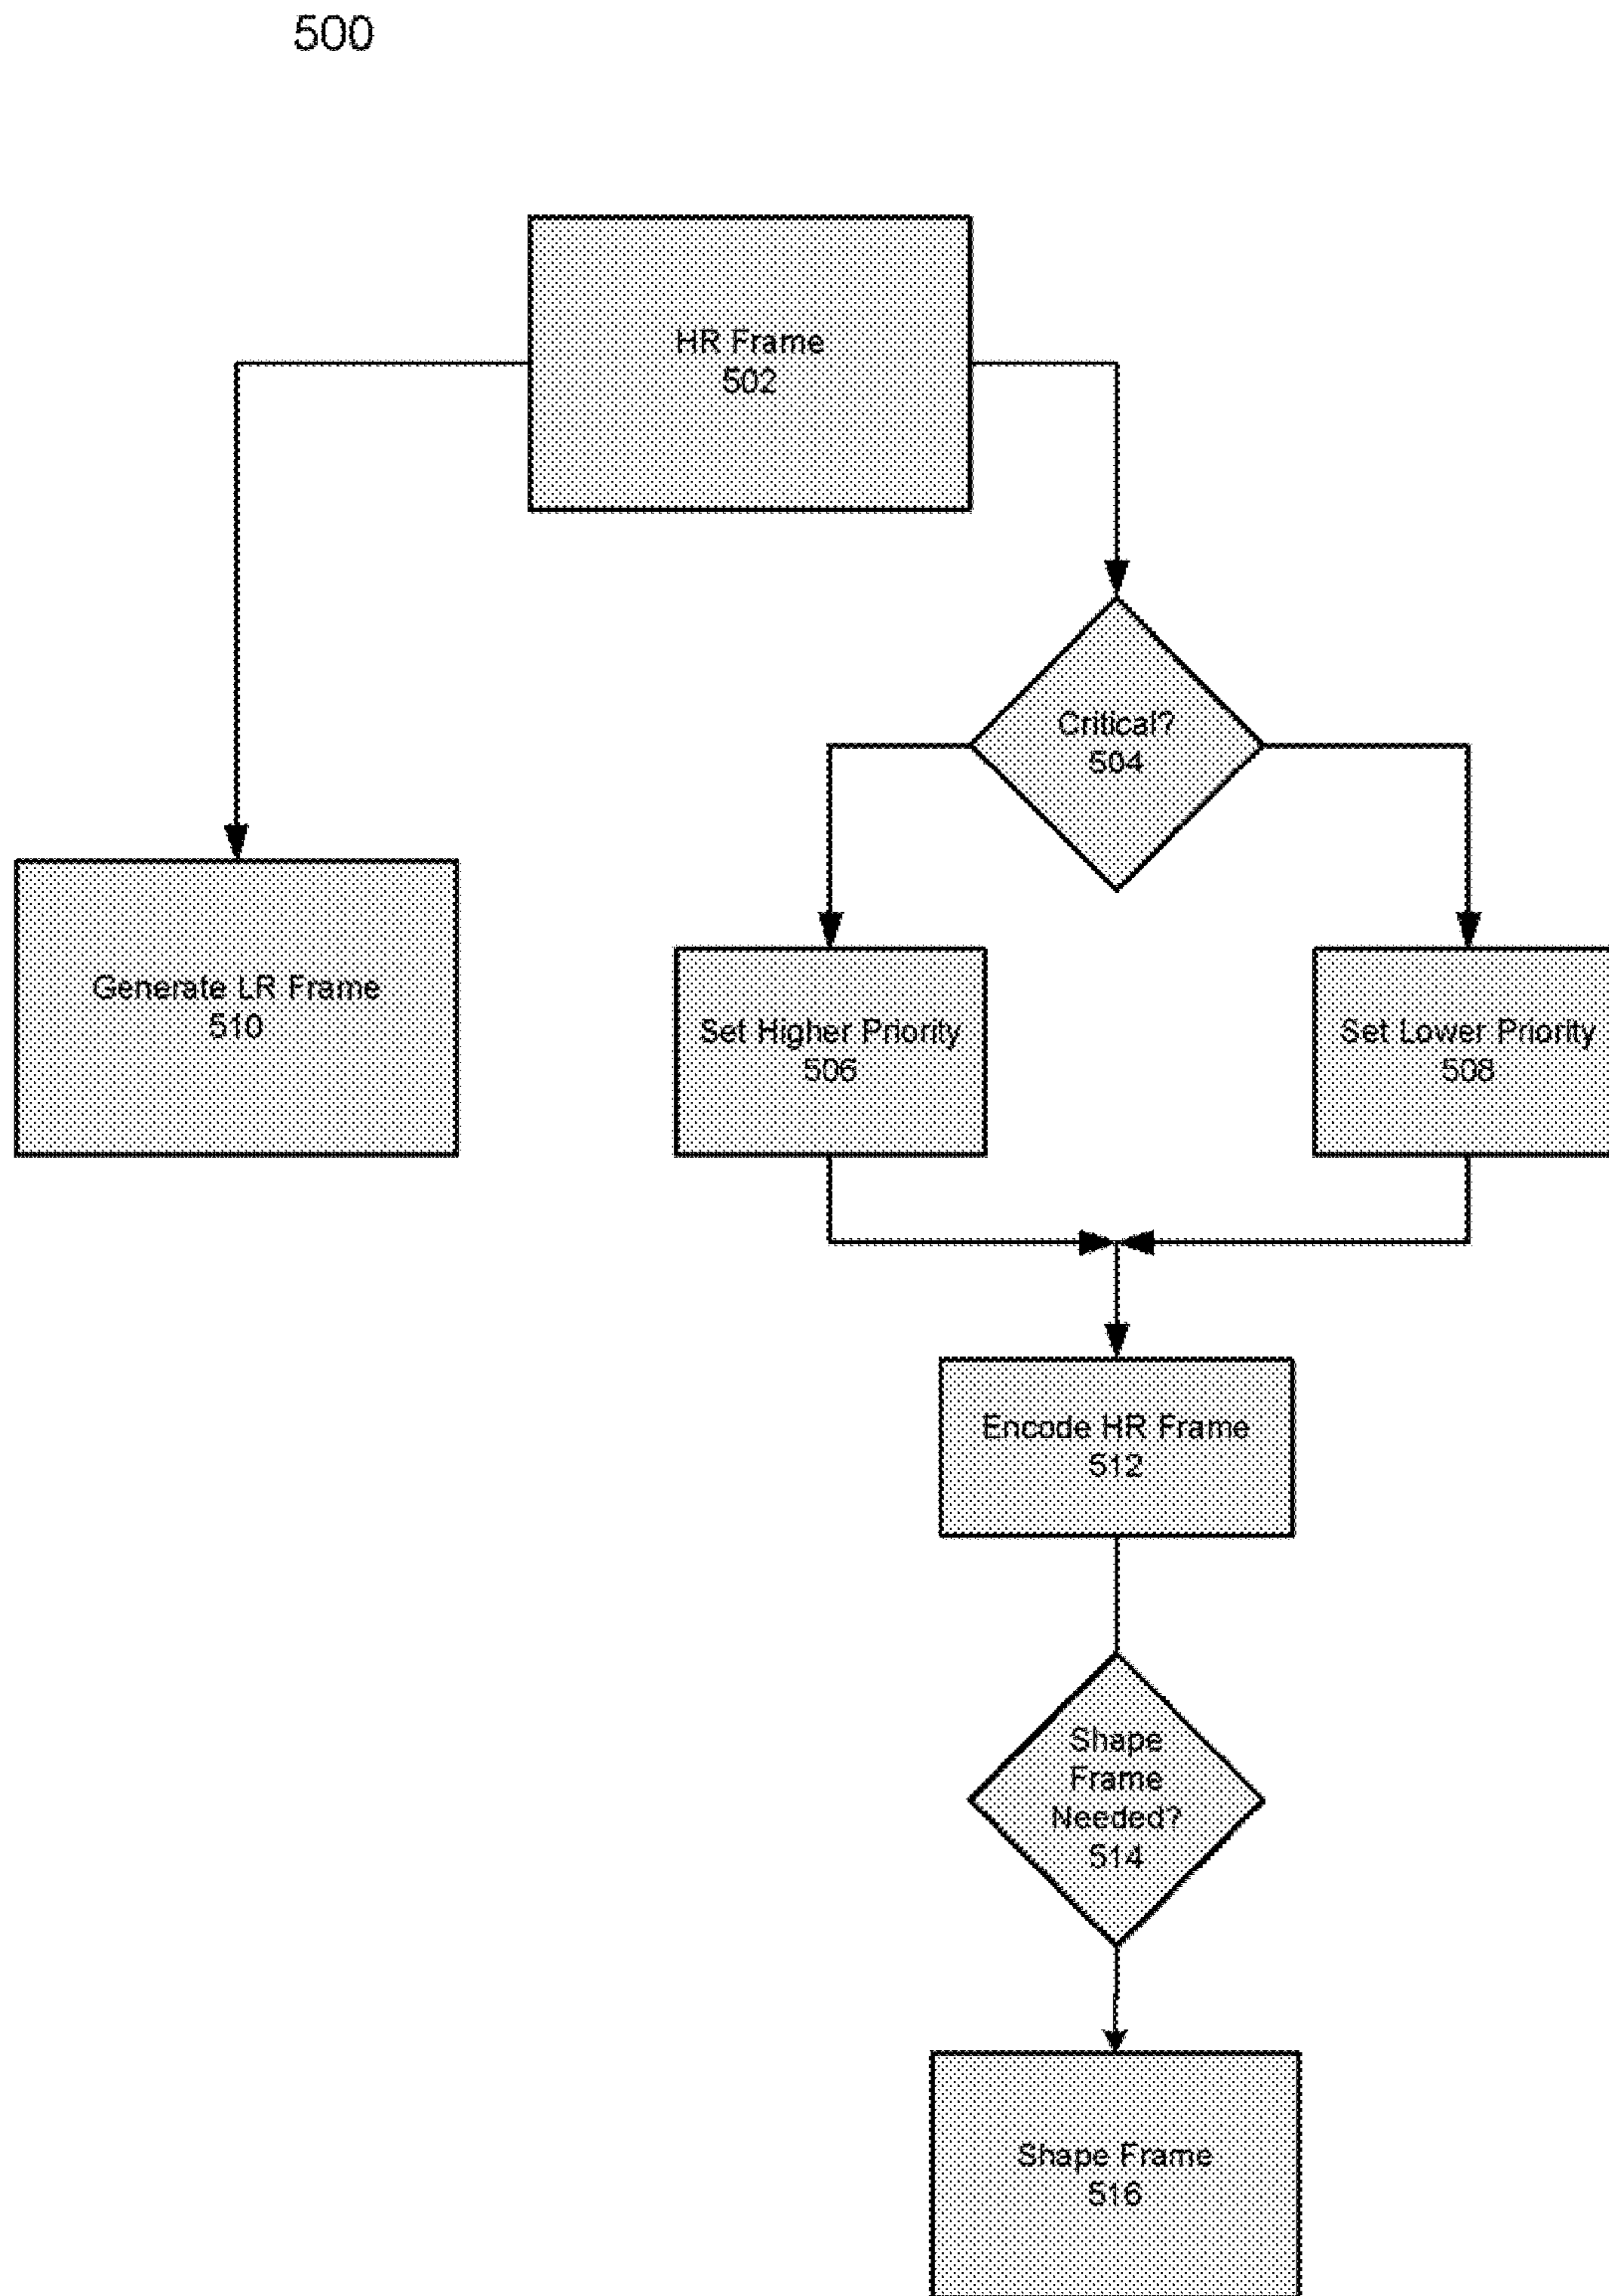 500
HR Frame
502
Critical?
504
Generate LR Frame
510
Set Higher Priority
506
Set Lower Priority
508
Encode HR Frame
512
Shape
Frame
Needed?
514
Shape Frame
516